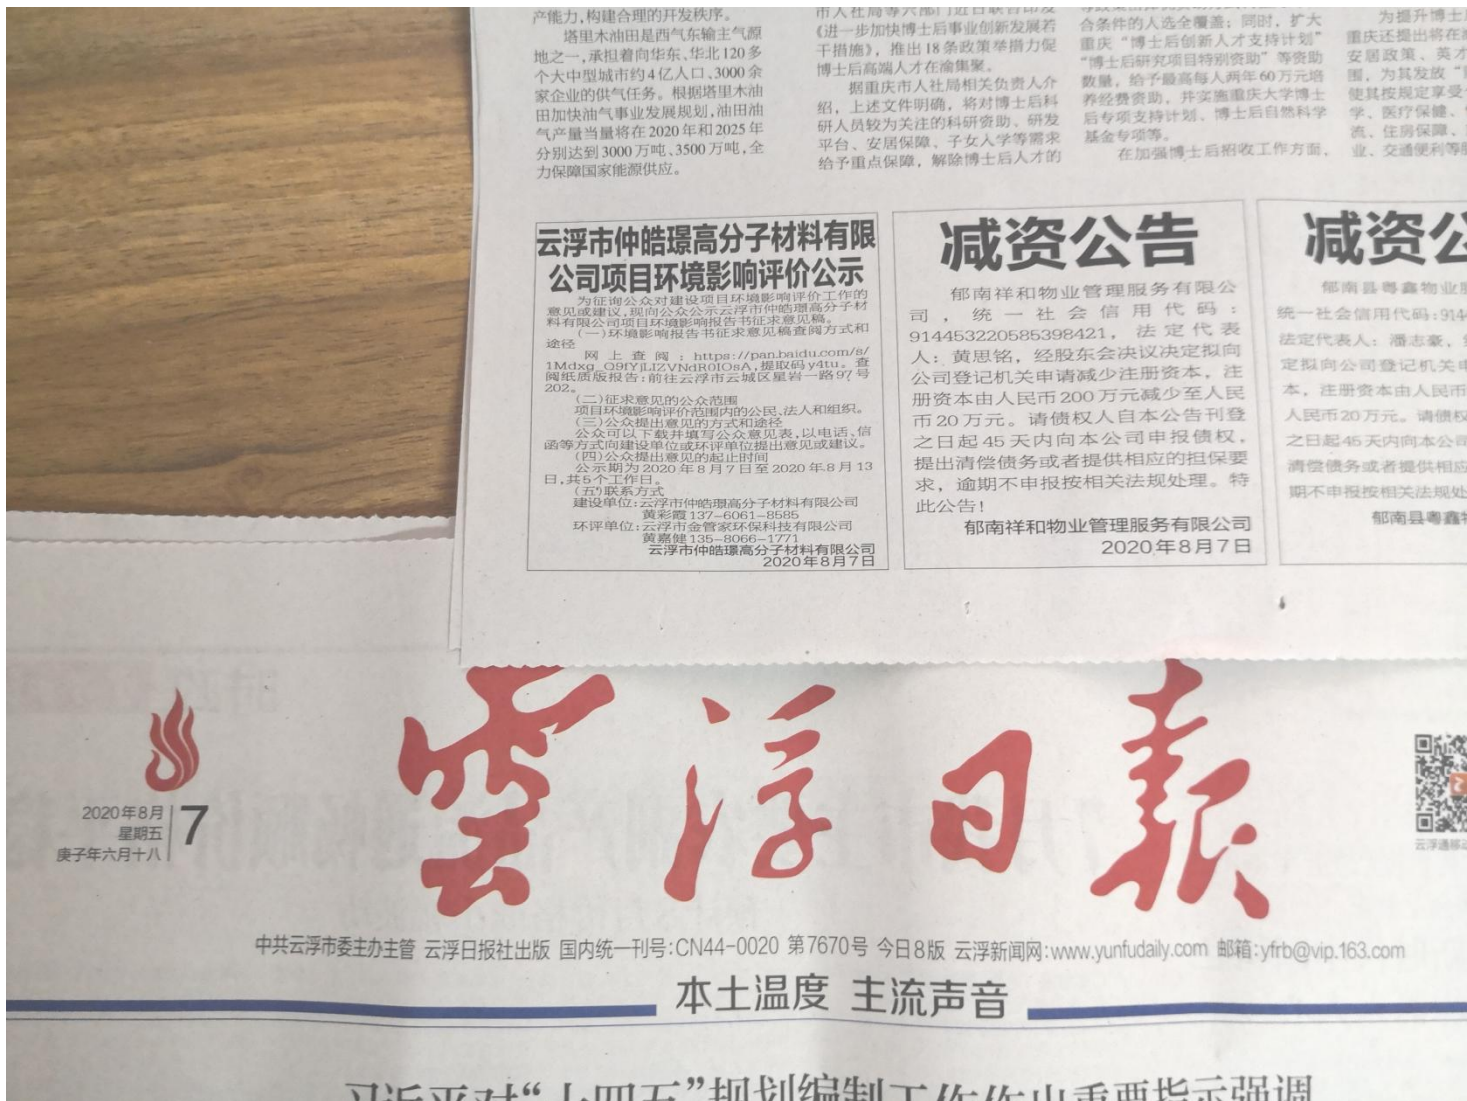 产能力,构建合理的开发秩序。
塔里木油田是西气东输主气源
地之一,承担着向华东、华北120多
个大中型城市约4亿人口、3000余
家企业的供气任务。根据塔里木油
田加快油气事业发展规划,油田油
气产量当量将在2020年和2025年
分别达到3000万吨、3500万吨,全
力保障国家能源供应。
市人社局等六部门近日联合印发
《进一步加快博士后事业创新发展若
干措施》，推出18条政策举措力促
博士后高端人才在渝集聚。
据重庆市人社局相关负责人介
绍，上述文件明确，将对博士后科
研人员较为关注的科研资助、研发
平台、安居保障、子女入学等需求
给予重点保障，解除博士后人才的
合条件的人选全覆盖；同时，扩大
重庆“博士后创新人才支持计划”
“博士后研究项目特别资助”等资助
数量，给予最高每人两年60万元培
养经费资助，并实施重庆大学博士
后专项支持计划、博士后自然科学
基金专项等。
在加强博士后招收工作方面，
为提升博士
重庆还提出将在
安居政策、英才
围，为其发放“
使其按规定享受
学、医疗保健、
流、住房保障、
业、交通便利等
云浮市仲皓璟高分子材料有限
公司项目环境影响评价公示
为征询公众对建设项目环境影响评价工作的
意见或建议,现向公众公示云浮市仲皓璟高分子材
料有限公司项目环境影响报告书征求意见稿。
(一)环境影响报告书征求意见稿查阅方式和
途径
网上查阅：https://pan.baidu.com/s/
1Mdxg_O9fYjLIZVNdR0IOsA,提取码y4tu。查
阅纸质版报告:前往云浮市云城区星岩一路97号
202。
(二)征求意见的公众范围
项目环境影响评价范围内的公民、法人和组织。
(三)公众提出意见的方式和途径
公众可以下载并填写公众意见表,以电话、信
函等方式向建设单位或环评单位提出意见或建议。
(四)公众提出意见的起止时间
公示期为2020年8月7日至2020年8月13
日,共5个工作日。
(五)联系方式
建设单位:云浮市仲皓璟高分子材料有限公司
黄彩霞137-6061-8585
环评单位:云浮市金管家环保科技有限公司
黄嘉健135-8066-1771
云浮市仲皓璟高分子材料有限公司
2020年8月7日
减资公告
郁南祥和物业管理服务有限公
司，统一社会信用代码：
914453220585398421，法定代表
人：黄思铭，经股东会决议决定拟向
公司登记机关申请减少注册资本，注
册资本由人民币200万元减少至人民
币20万元。请债权人自本公告刊登
之日起45天内向本公司申报债权，
提出清偿债务或者提供相应的担保要
求，逾期不申报按相关法规处理。特
此公告！
郁南祥和物业管理服务有限公司
2020年8月7日
减资公
郁南县粤鑫物业
统一社会信用代码:914
法定代表人：潘志豪，
定拟向公司登记机关申
本，注册资本由人民币
人民币20万元。请债权
之日起45天内向本公司
清偿债务或者提供相应
期不申报按相关法规处
郁南县粤鑫
雲浮日報
2020年8月
星期五
庚子年六月十八
7
中共云浮市委主办主管 云浮日报社出版 国内统一刊号:CN44-0020 第7670号 今日8版 云浮新闻网:www.yunfudaily.com 邮箱:yfrb@vip.163.com
本土温度 主流声音
习近平对“十四五”规划编制工作作出重要指示强调